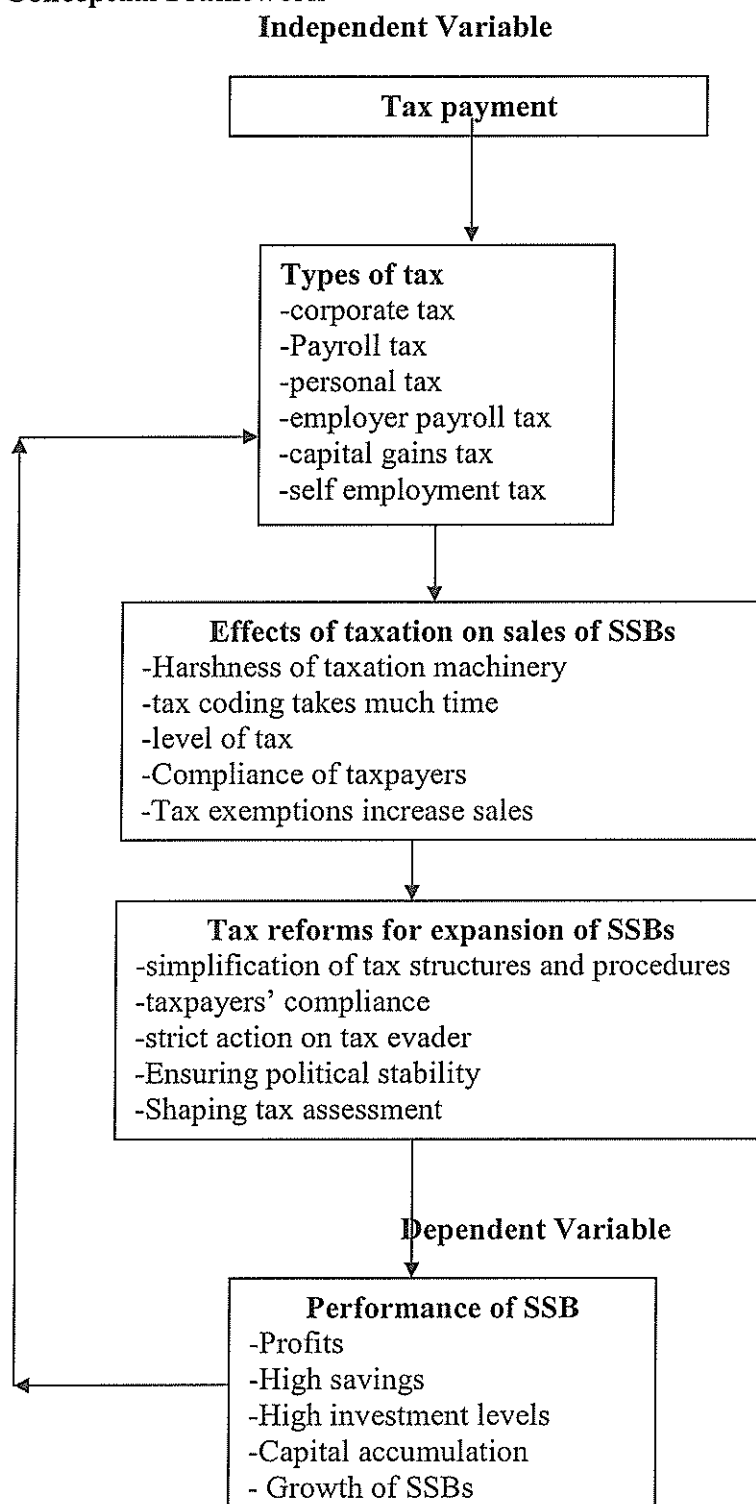 Independent Variable
Tax payment
Types of tax
-corporate tax
-Payroll tax
-personal tax
-employer payroll tax
-capital gains tax
-self employment tax
Effects of taxation on sales of SSBs
-Harshness of taxation machinery
-tax coding takes much time
-level of tax
-Compliance of taxpayers
-Tax exemptions increase sales
Tax reforms for expansion of SSBs
-simplification of tax structures and procedures
-taxpayers’ compliance
-strict action on tax evader
-Ensuring political stability
-Shaping tax assessment
Dependent Variable
Performance of SSB
-Profits
-High savings
-High investment levels
-Capital accumulation
- Growth of SSBs